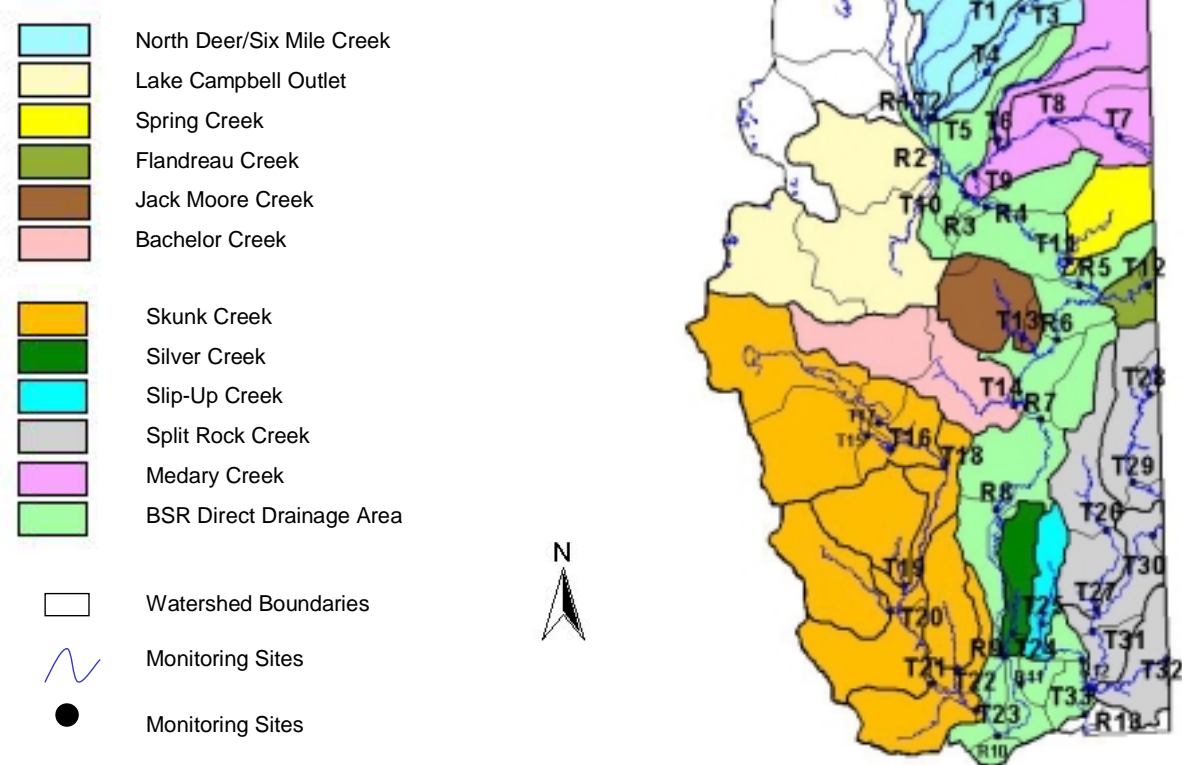 North Deer/Six Mile Creek
Lake Campbell Outlet
Spring Creek
Flandreau Creek
Jack Moore Creek
Bachelor Creek
Skunk Creek
Silver Creek
Slip-Up Creek
Split Rock Creek
Medary Creek
BSR Direct Drainage Area
Watershed Boundaries
Monitoring Sites
Monitoring Sites
N
T1
T3
T4
R1
T2
T5
T6
T8
T7
R2
T9
T10
R3
R4
T11
R5
T12
T13
R6
T14
R7
T28
T17
T15
T16
T18
T29
R8
T26
T19
T30
T20
T25
T27
R9
T24
T31
T21
T22
R11
T32
T33
T23
R13
R10